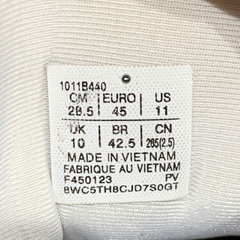 1011B440
CM EURO US
28.5 45 11
UK BR CN
10 42.5 285(2.5)
MADE IN VIETNAM
FABRIQUE AU VIETNAM
F450123 PV
8WC5TH8CJD7S0GT